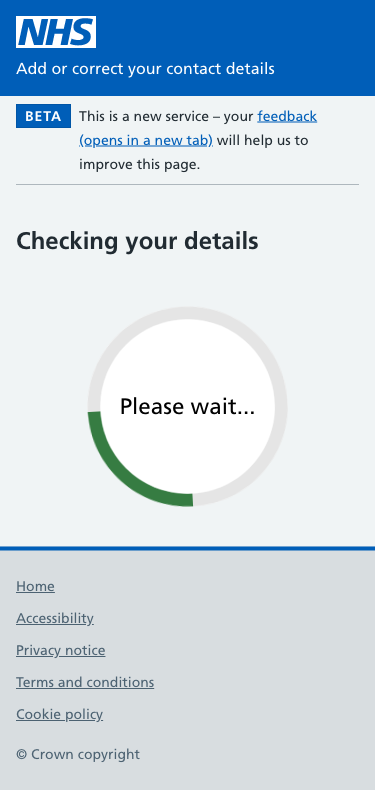 NHS
Add or correct your contact details
BETA
This is a new service – your feedback
(opens in a new tab) will help us to
improve this page.
Checking your details
Please wait...
Home
Accessibility
Privacy notice
Terms and conditions
Cookie policy
© Crown copyright